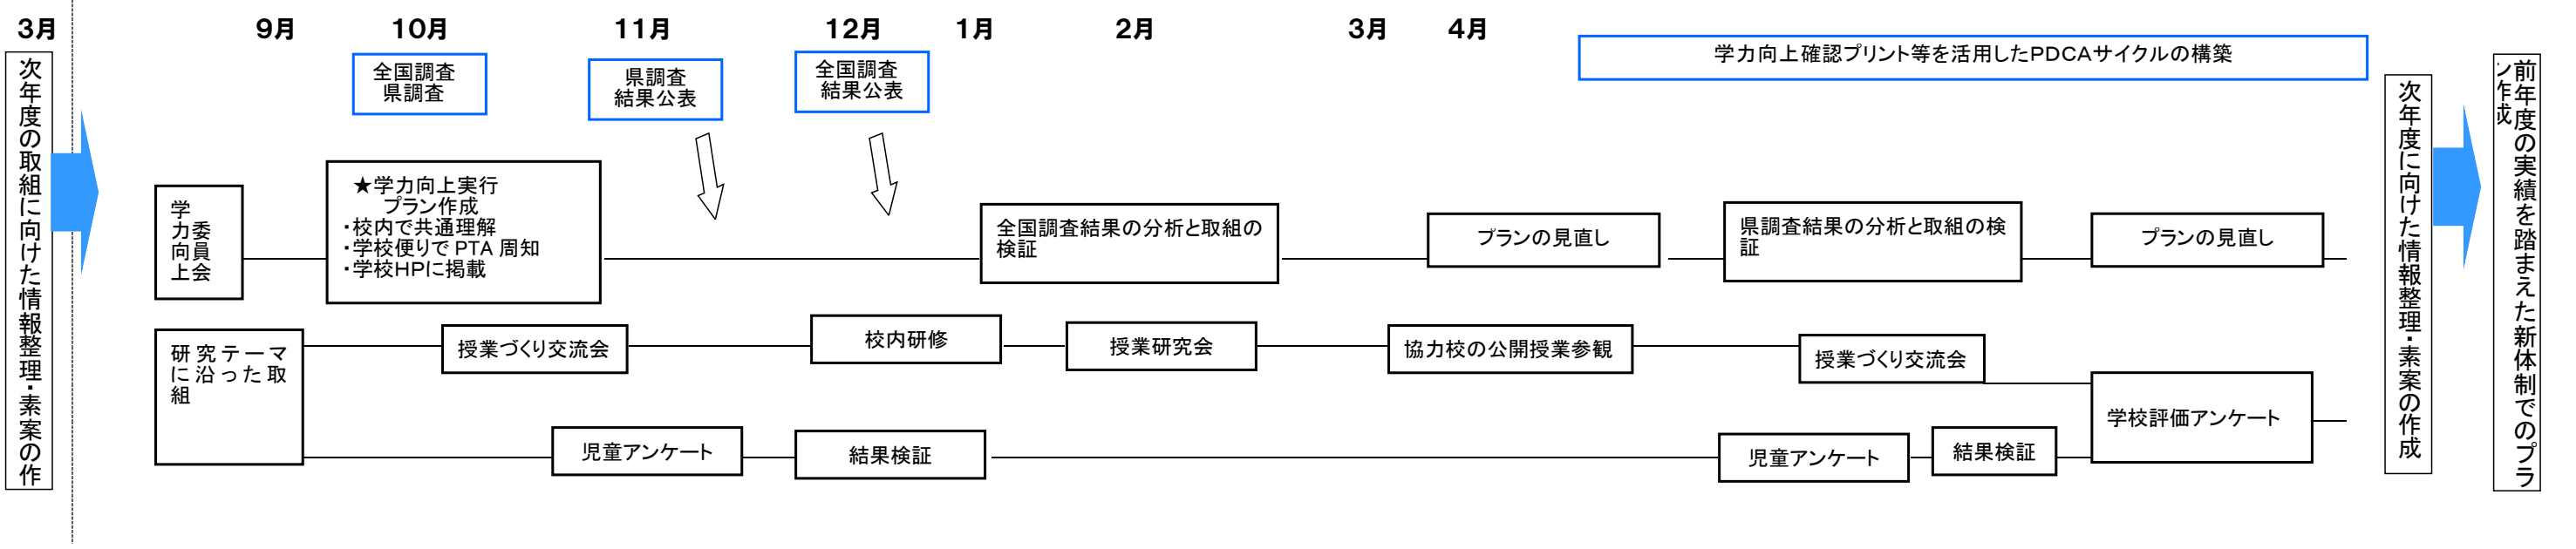 3月
9月
10月
11月
12月
1月
2月
3月
4月
次年度の取組に向けた情報整理・素案の作
全国調査
県調査
県調査
結果公表
全国調査
結果公表
学力向上確認プリント等を活用したPDCAサイクルの構築
学力向上
委員会
★学力向上実行
プラン作成
・校内で共通理解
・学校便りで PTA 周知
・学校HPに掲載
全国調査結果の分析と取組の
検証
プランの見直し
県調査結果の分析と取組の検
証
プランの見直し
研究テーマ
に沿った取
組
授業づくり交流会
校内研修
授業研究会
協力校の公開授業参観
授業づくり交流会
児童アンケート
結果検証
児童アンケート
結果検証
学校評価アンケート
次年度に向けた情報整理・素案の作成
前年度の実績を踏まえた新体制でのプラ
ン作成